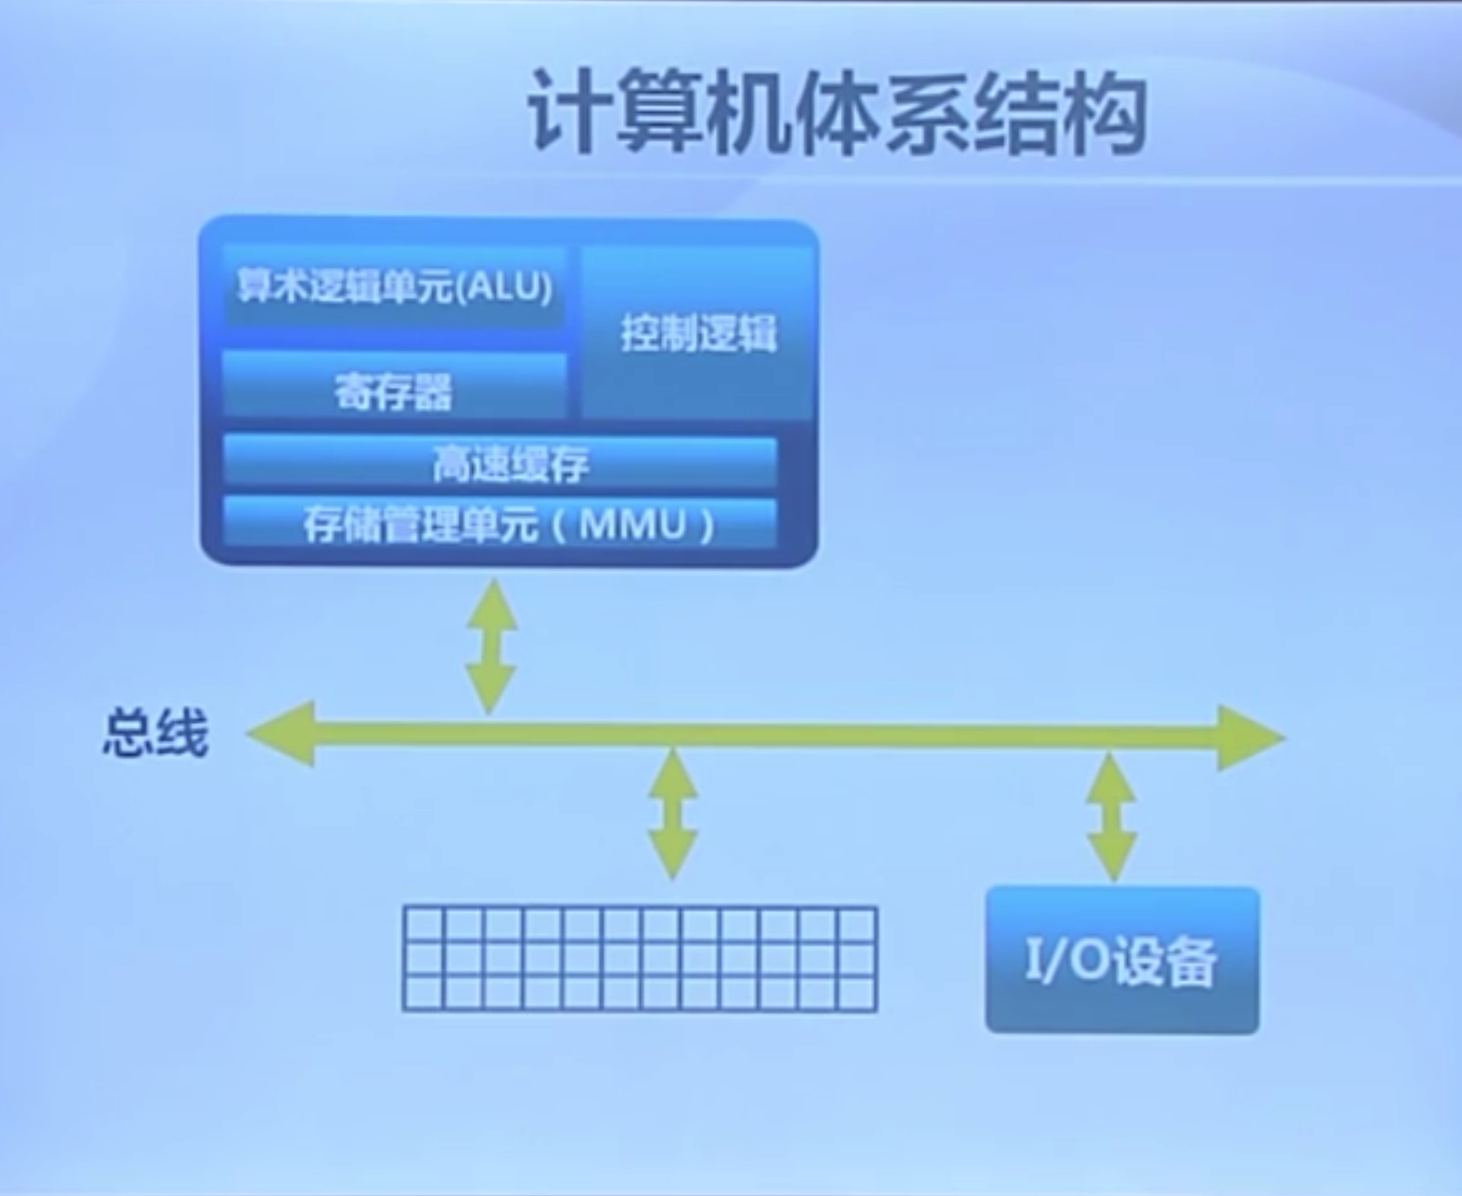 计算机体系结构
算术逻辑单元(ALU)
控制逻辑
寄存器
高速缓存
存储管理单元（MMU）
总线
I/O设备